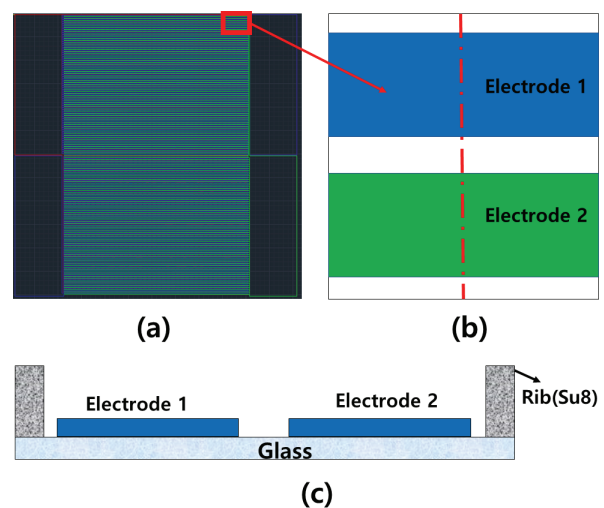 Electrode 1
Electrode 2
(a)
(b)
Electrode 1
Electrode 2
Rib(Su8)
Glass
(c)